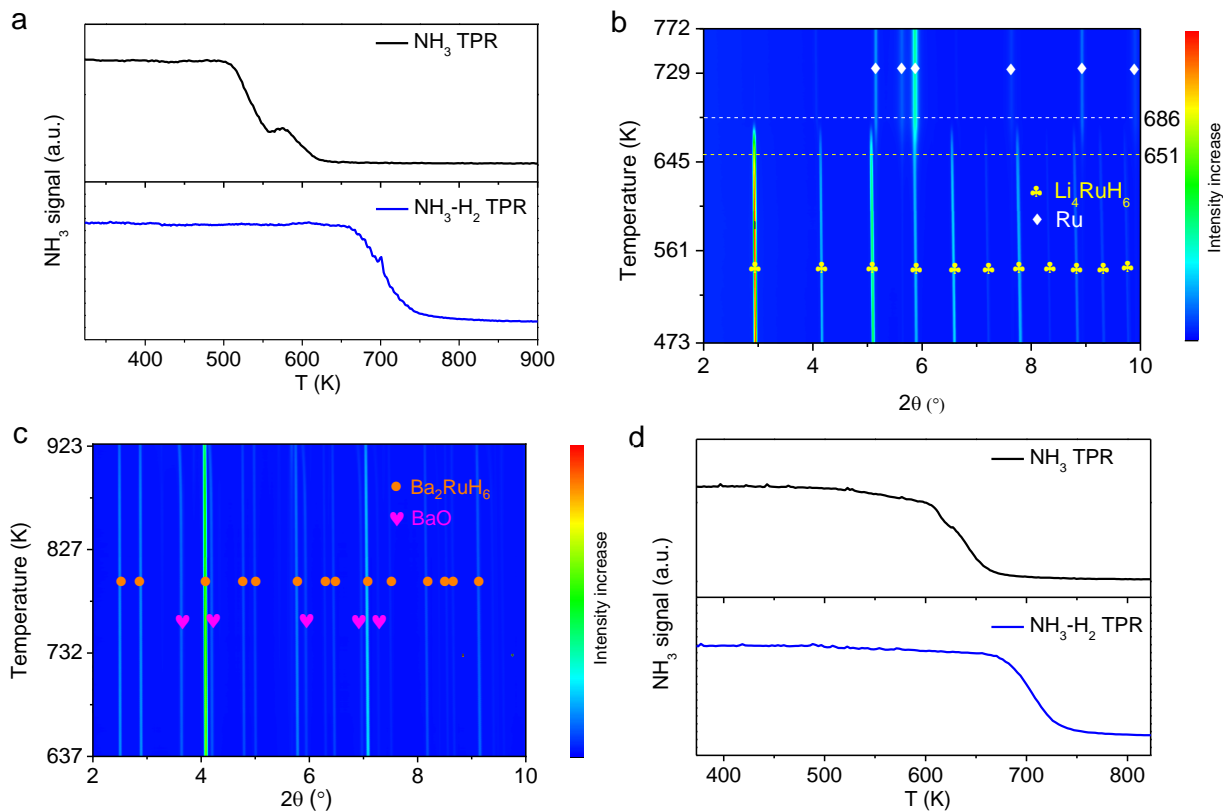 a
NH3 TPR
NH3-H2 TPR
NH3 signal (a.u.)
400 500 600 700 800 900
T (K)
b
772
729
645
561
473
Temperature (K)
686
651
Li4RuH6
Ru
2 4 6 8 10
2θ (°)
Intensity increase
c
923
827
732
637
Temperature (K)
Ba2RuH6
BaO
2 4 6 8 10
2θ (°)
Intensity increase
d
NH3 TPR
NH3-H2 TPR
NH3 signal (a.u.)
400 500 600 700 800
T (K)